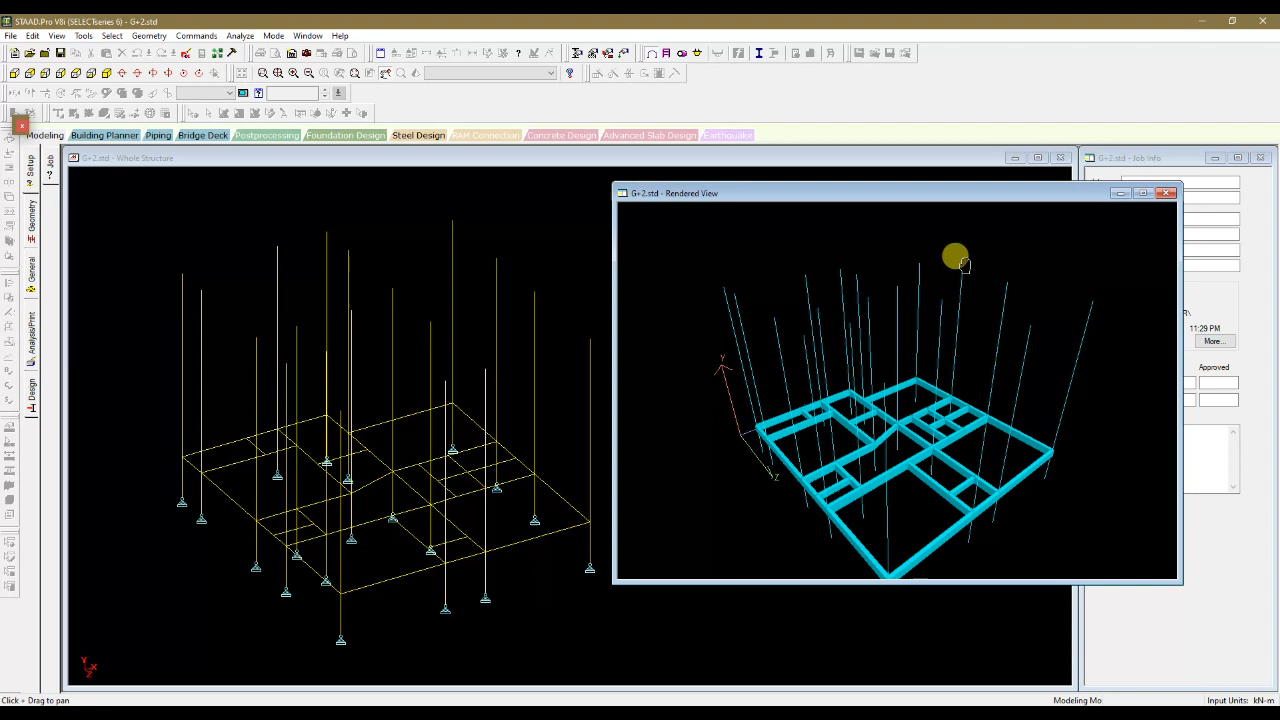 STAAD.Pro V8i (SELECTseries 6) - G+2.std
File Edit View Tools Select Geometry Commands Analyze Mode Window Help
Modeling Building Planner Piping Bridge Deck Postprocessing Foundation Design Steel Design RAM Connection Concrete Design Advanced Slab Design Earthquake
G+2.std - Whole Structure
G+2.std - Job Info
G+2.std - Rendered View
Job
Setup
Geometry
General
Analysis/Print
Design
Y
Z
R\
11:29 PM
More...
Approved
Y
X
Z
Click + Drag to pan
Modeling Mo
Input Units: kN-m